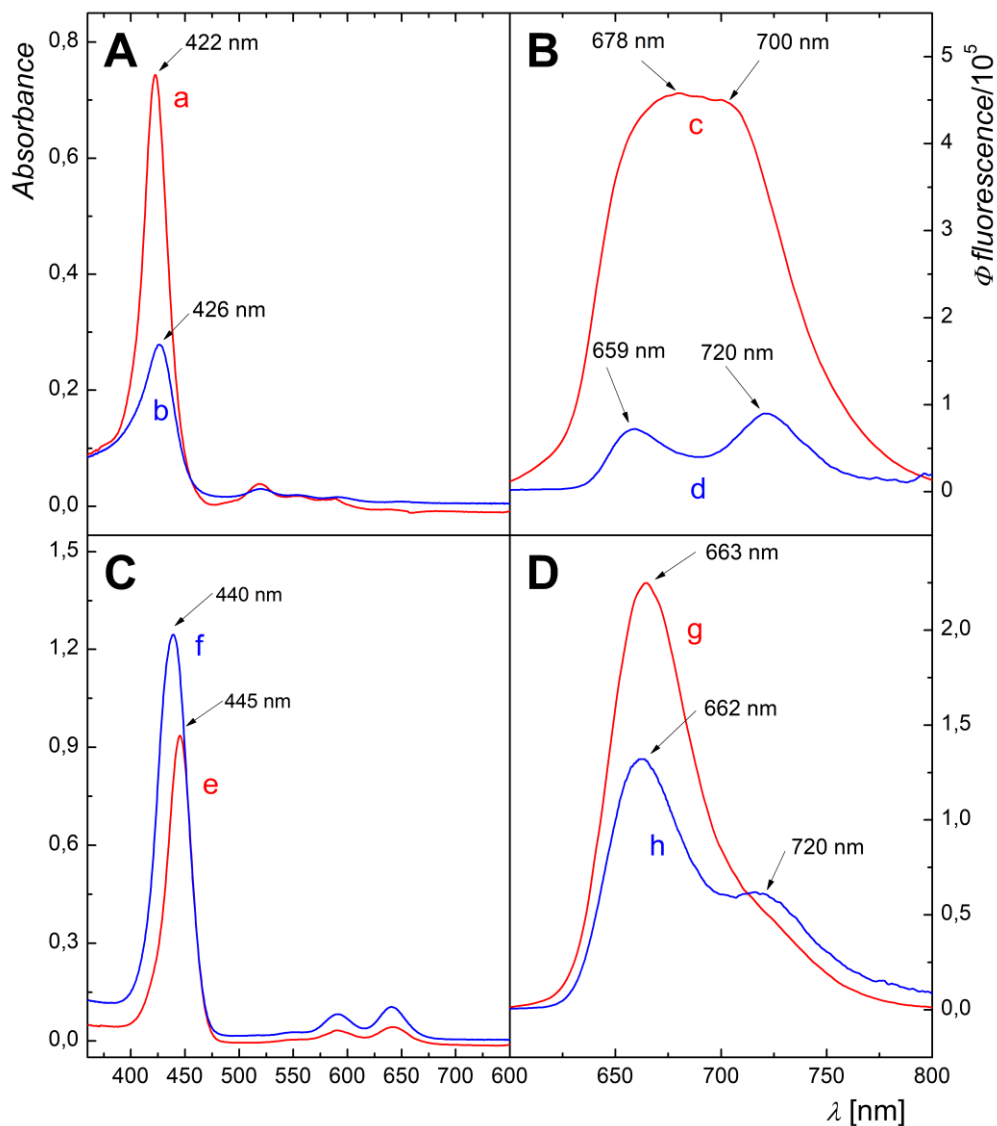 A
422 nm
a
426 nm
b
Absorbance
0,8
0,6
0,4
0,2
0,0
B
678 nm
700 nm
c
659 nm
720 nm
d
5
4
3
2
1
0
Φ fluorescence/10⁵
C
440 nm
f
445 nm
e
1,5
1,2
0,9
0,6
0,3
0,0
D
663 nm
g
662 nm
h
720 nm
2,0
1,5
1,0
0,5
0,0
400 450 500 600 650 700 600 650 700 750 800
λ [nm]